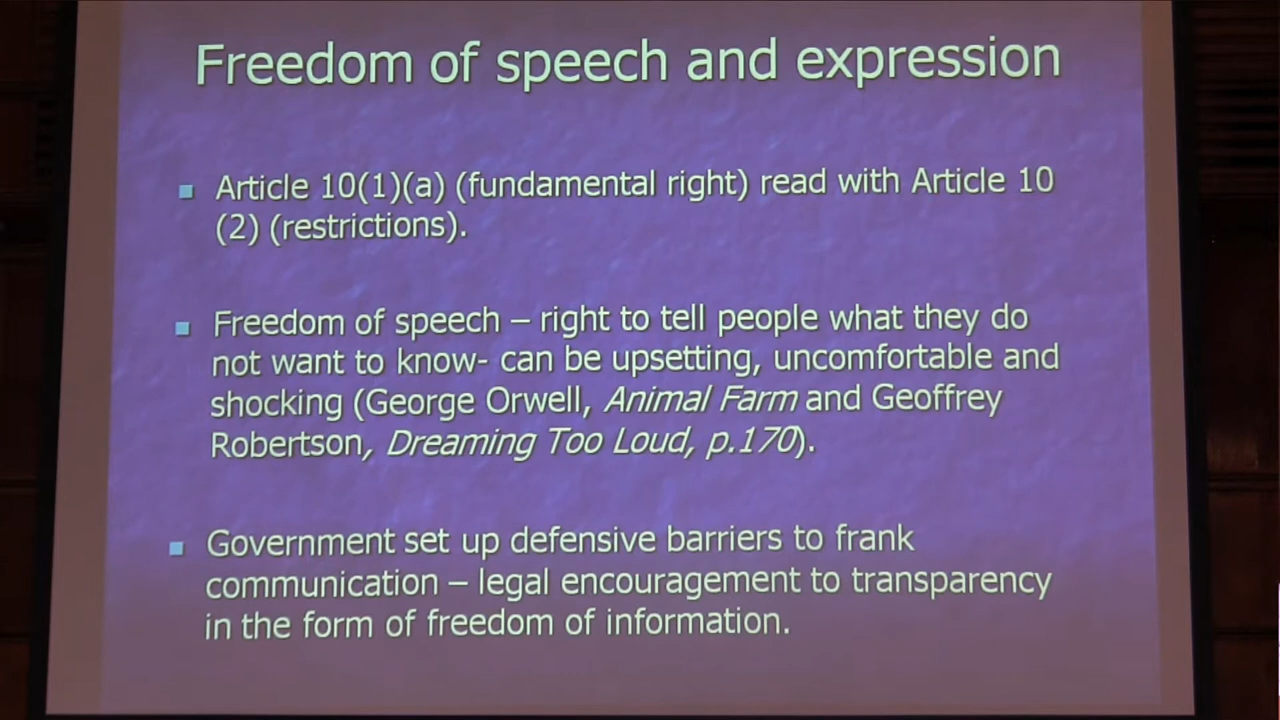 Freedom of speech and expression
Article 10(1)(a) (fundamental right) read with Article 10
(2) (restrictions).
Freedom of speech – right to tell people what they do
not want to know- can be upsetting, uncomfortable and
shocking (George Orwell, Animal Farm and Geoffrey
Robertson, Dreaming Too Loud, p.170).
Government set up defensive barriers to frank
communication – legal encouragement to transparency
in the form of freedom of information.